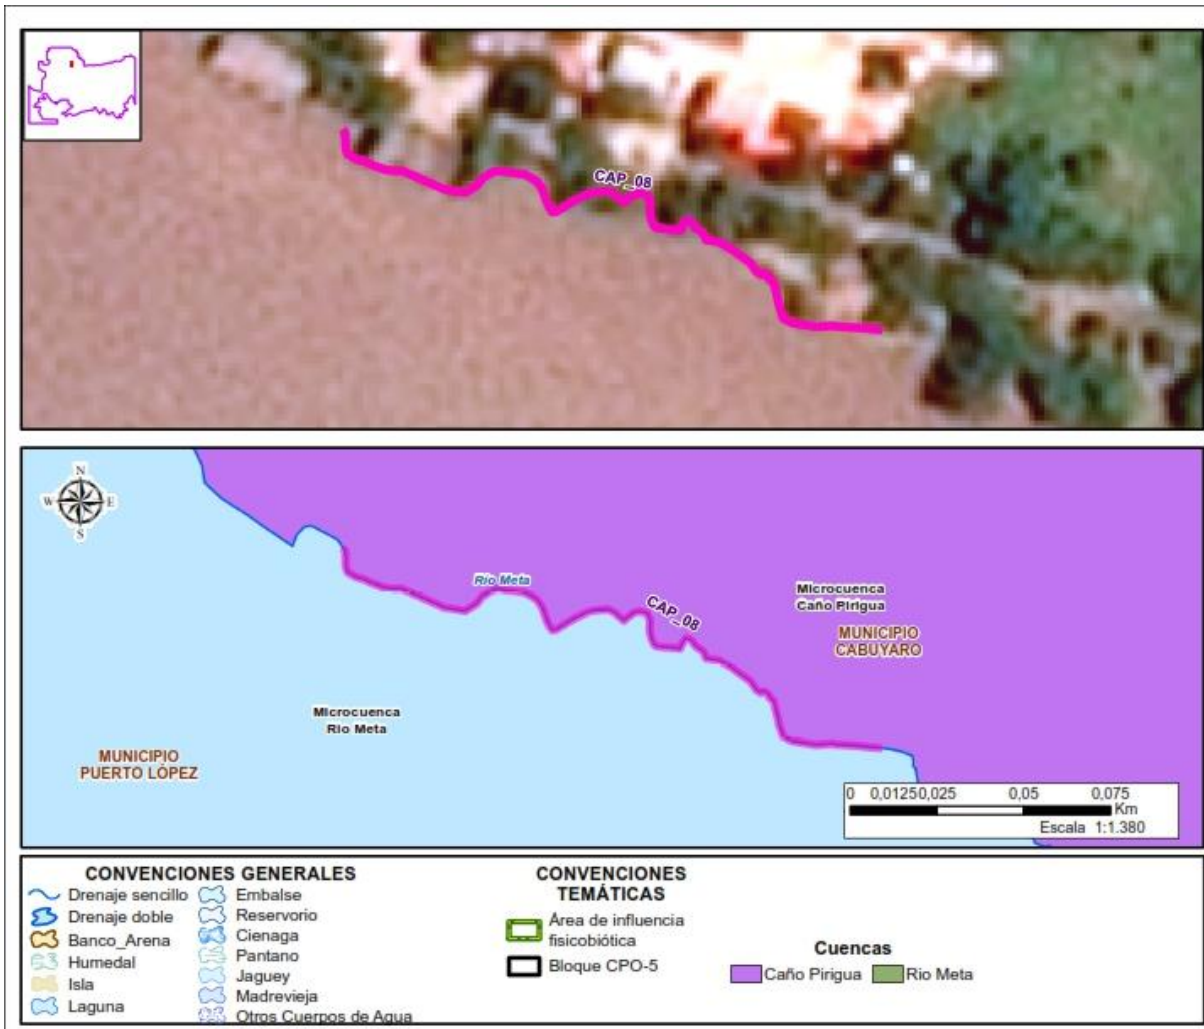 CAP_08
N
W
E
S
Rio Meta
CAP_08
Microcuenca
Caño Pirigua
MUNICIPIO
CABUYARO
Microcuenca
Rio Meta
MUNICIPIO
PUERTO LÓPEZ
0 0,01250,025 0,05 0,075
Km
Escala 1:1.380
CONVENCIONES GENERALES
Drenaje sencillo
Drenaje doble
Banco_Arena
Humedal
Isla
Laguna
Embalse
Reservorio
Cienaga
Pantano
Jaguey
Madrevieja
Otros Cuerpos de Agua
CONVENCIONES
TEMÁTICAS
Área de influencia
fisicobiótica
Bloque CPO-5
Cuencas
Caño Pirigua
Rio Meta